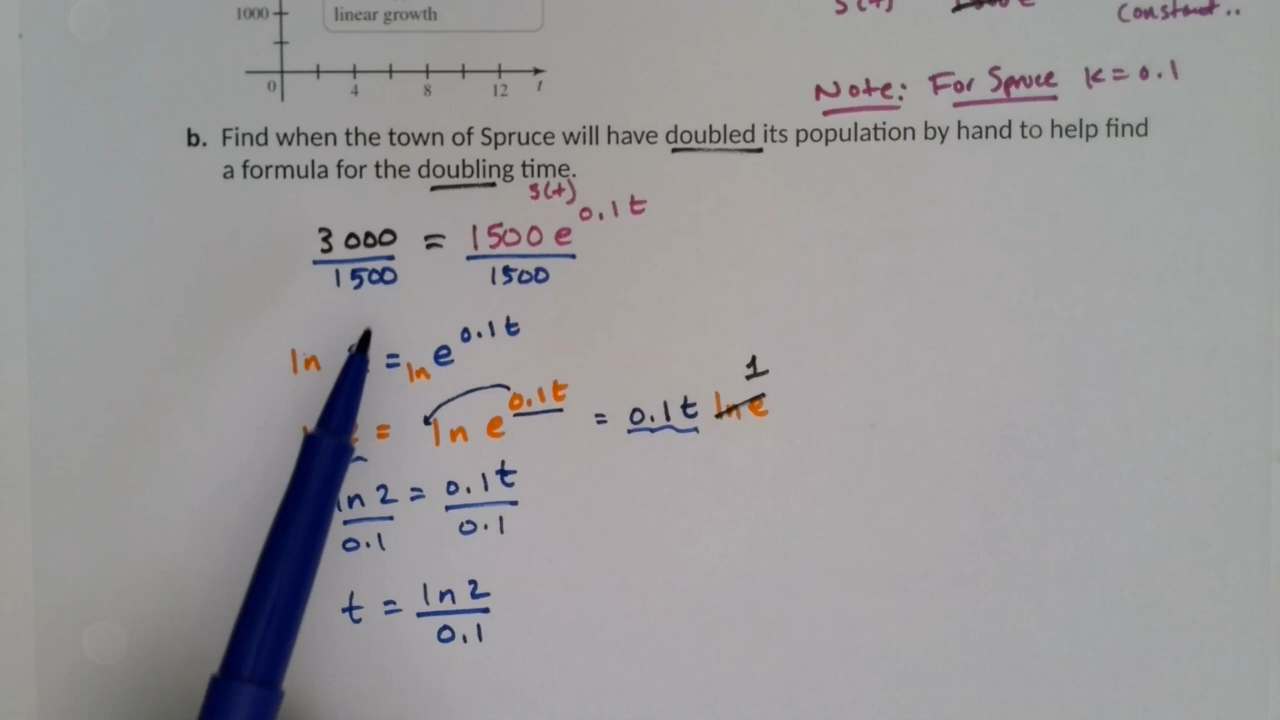 1000
linear growth
0 4 8 12 t
constant..
Note: For Spruce K=0.1
b. Find when the town of Spruce will have doubled its population by hand to help find
a formula for the doubling time.
S(t)
3000 / 1500 = 1500 e^0.1t / 1500
ln = ln e^0.1t
= ln e^0.1t = 0.1t ln e 1
ln 2 / 0.1 = 0.1t / 0.1
t = ln 2 / 0.1